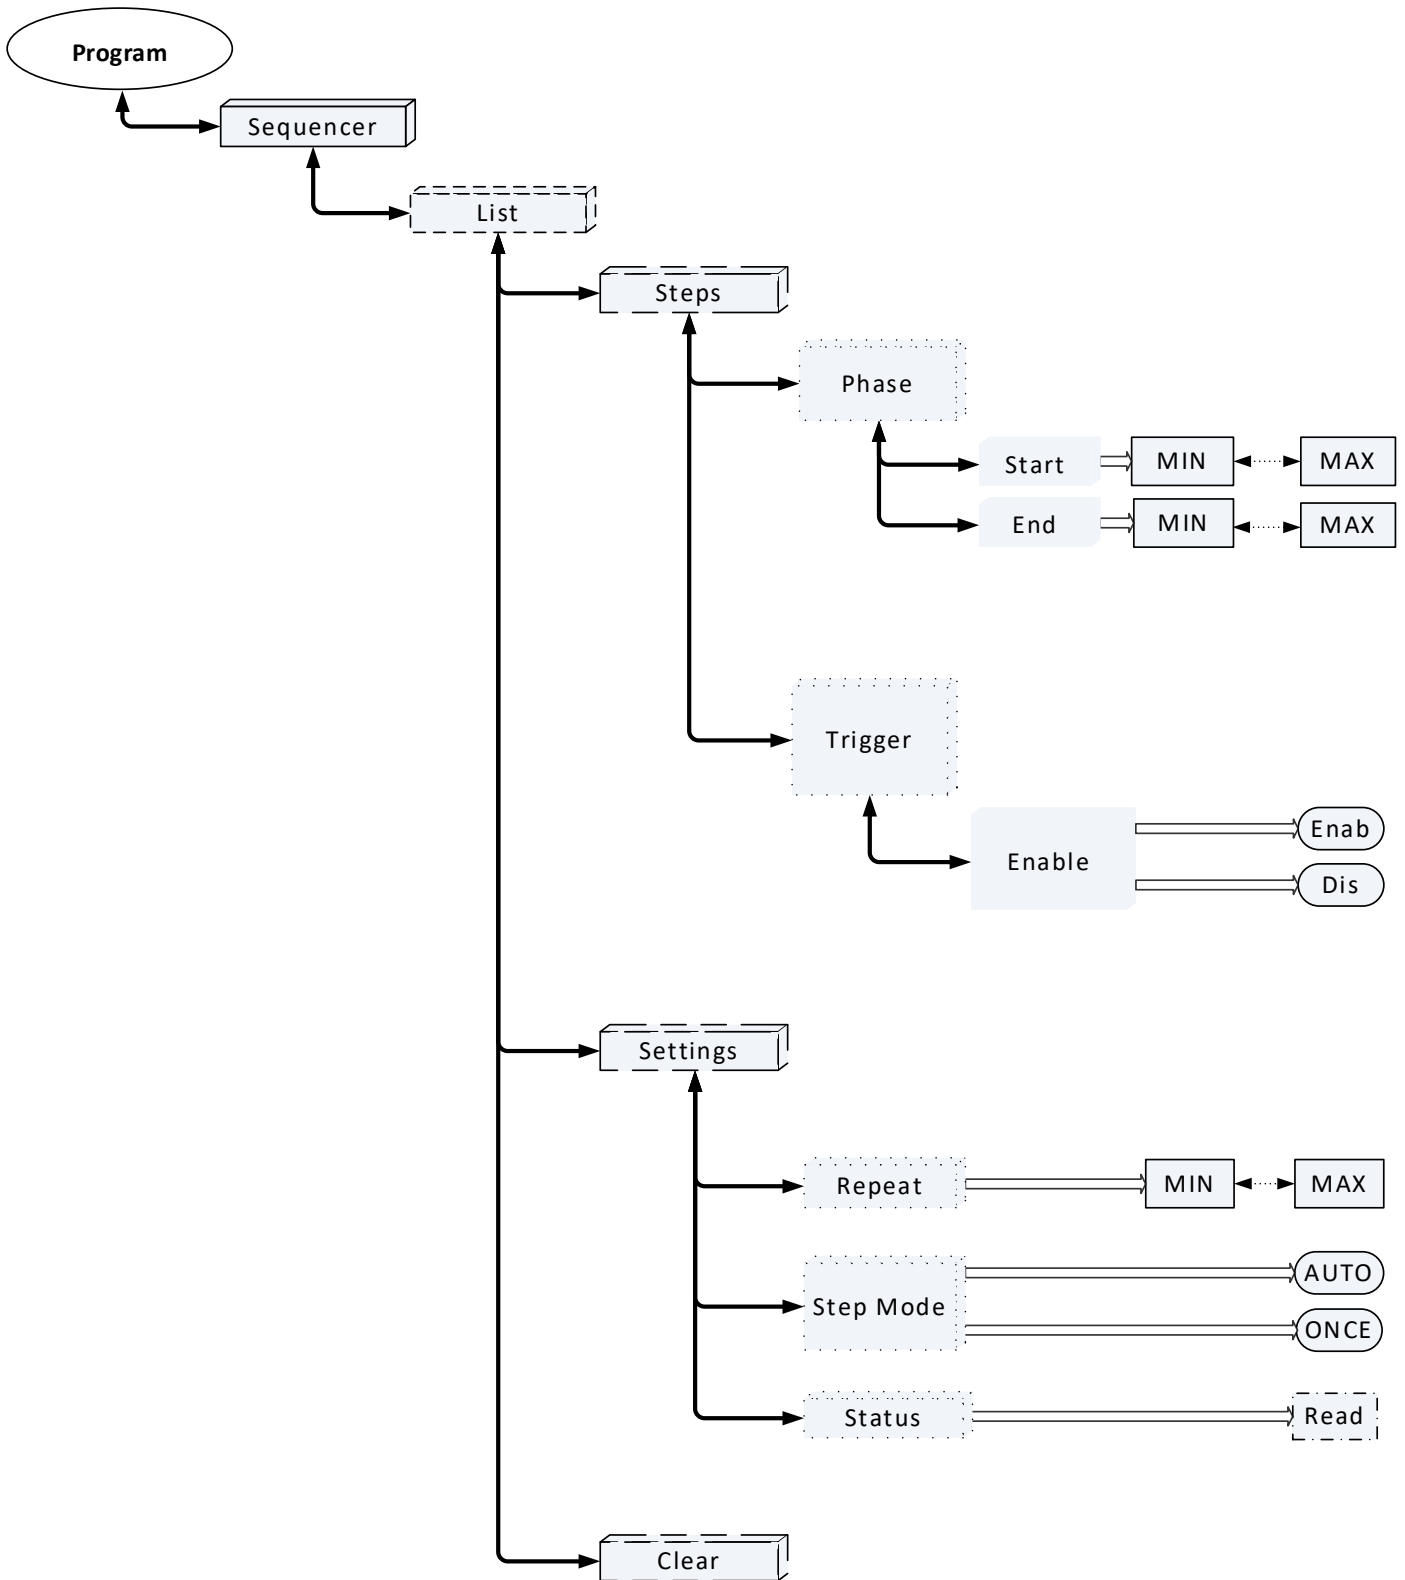 Program
Sequencer
List
Steps
Phase
Start MIN MAX
End MIN MAX
Trigger
Enable
Enab
Dis
Settings
Repeat MIN MAX
Step Mode
AUTO
ONCE
Status Read
Clear